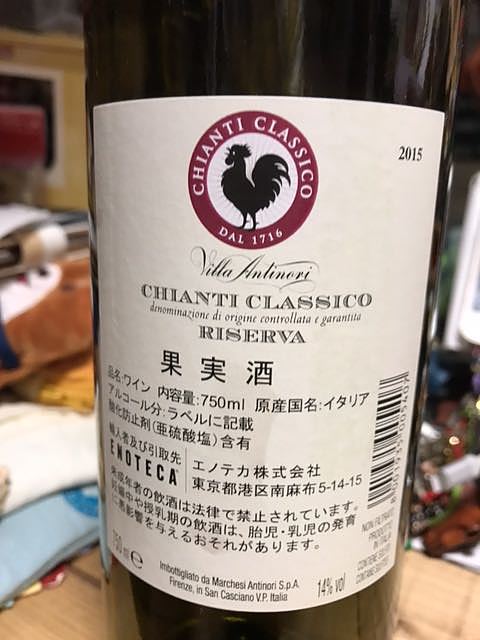 CHIANTI CLASSICO
DAL 1716
2015
Villa Antinori
CHIANTI CLASSICO
denominazione di origine controllata e garantita
RISERVA
果実酒
品名:ワイン 内容量:750ml 原産国名:イタリア
アルコール分:ラベルに記載
酸化防止剤(亜硫酸塩)含有
輸入者及び引取先
ENOTECA
エノテカ株式会社
東京都港区南麻布5-14-15
未成年者の飲酒は法律で禁止されています。
妊娠中や授乳期の飲酒は、胎児・乳児の発育
に悪影響を与えるおそれがあります。
750 ml e
imbottigliato da Marchesi Antinori S.p.A.
Firenze, in San Casciano V.P. Italia
14% vol
NON FILTRATO